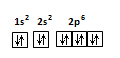 1s² 2s² 2p⁶